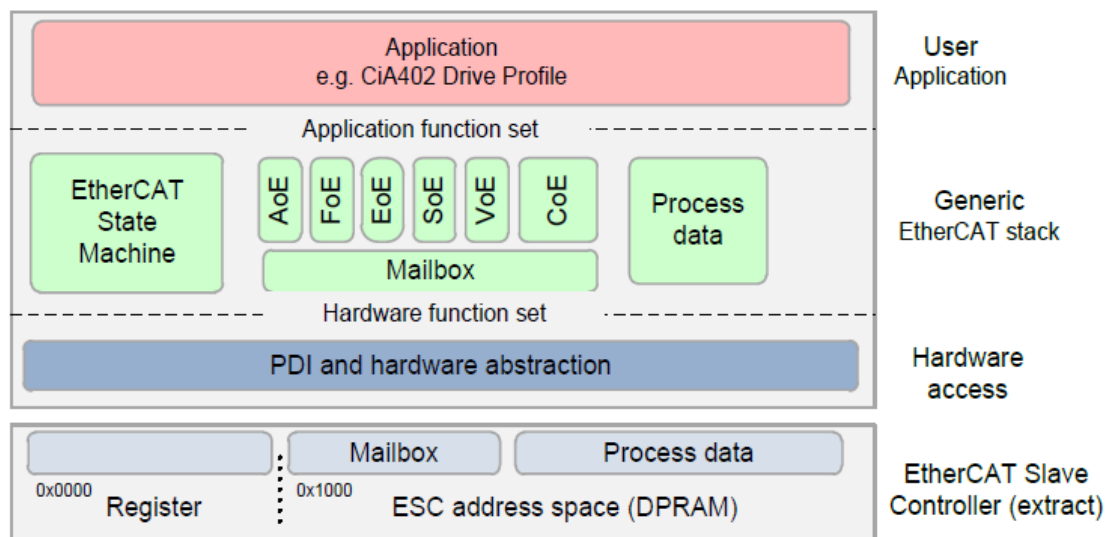 Application
e.g. CiA402 Drive Profile
User
Application
Application function set
EtherCAT
State
Machine
AoE
FoE
EoE
SoE
VoE
CoE
Mailbox
Process
data
Generic
EtherCAT stack
Hardware function set
PDI and hardware abstraction
Hardware
access
Mailbox
Process data
0x0000
Register
0x1000
ESC address space (DPRAM)
EtherCAT Slave
Controller (extract)